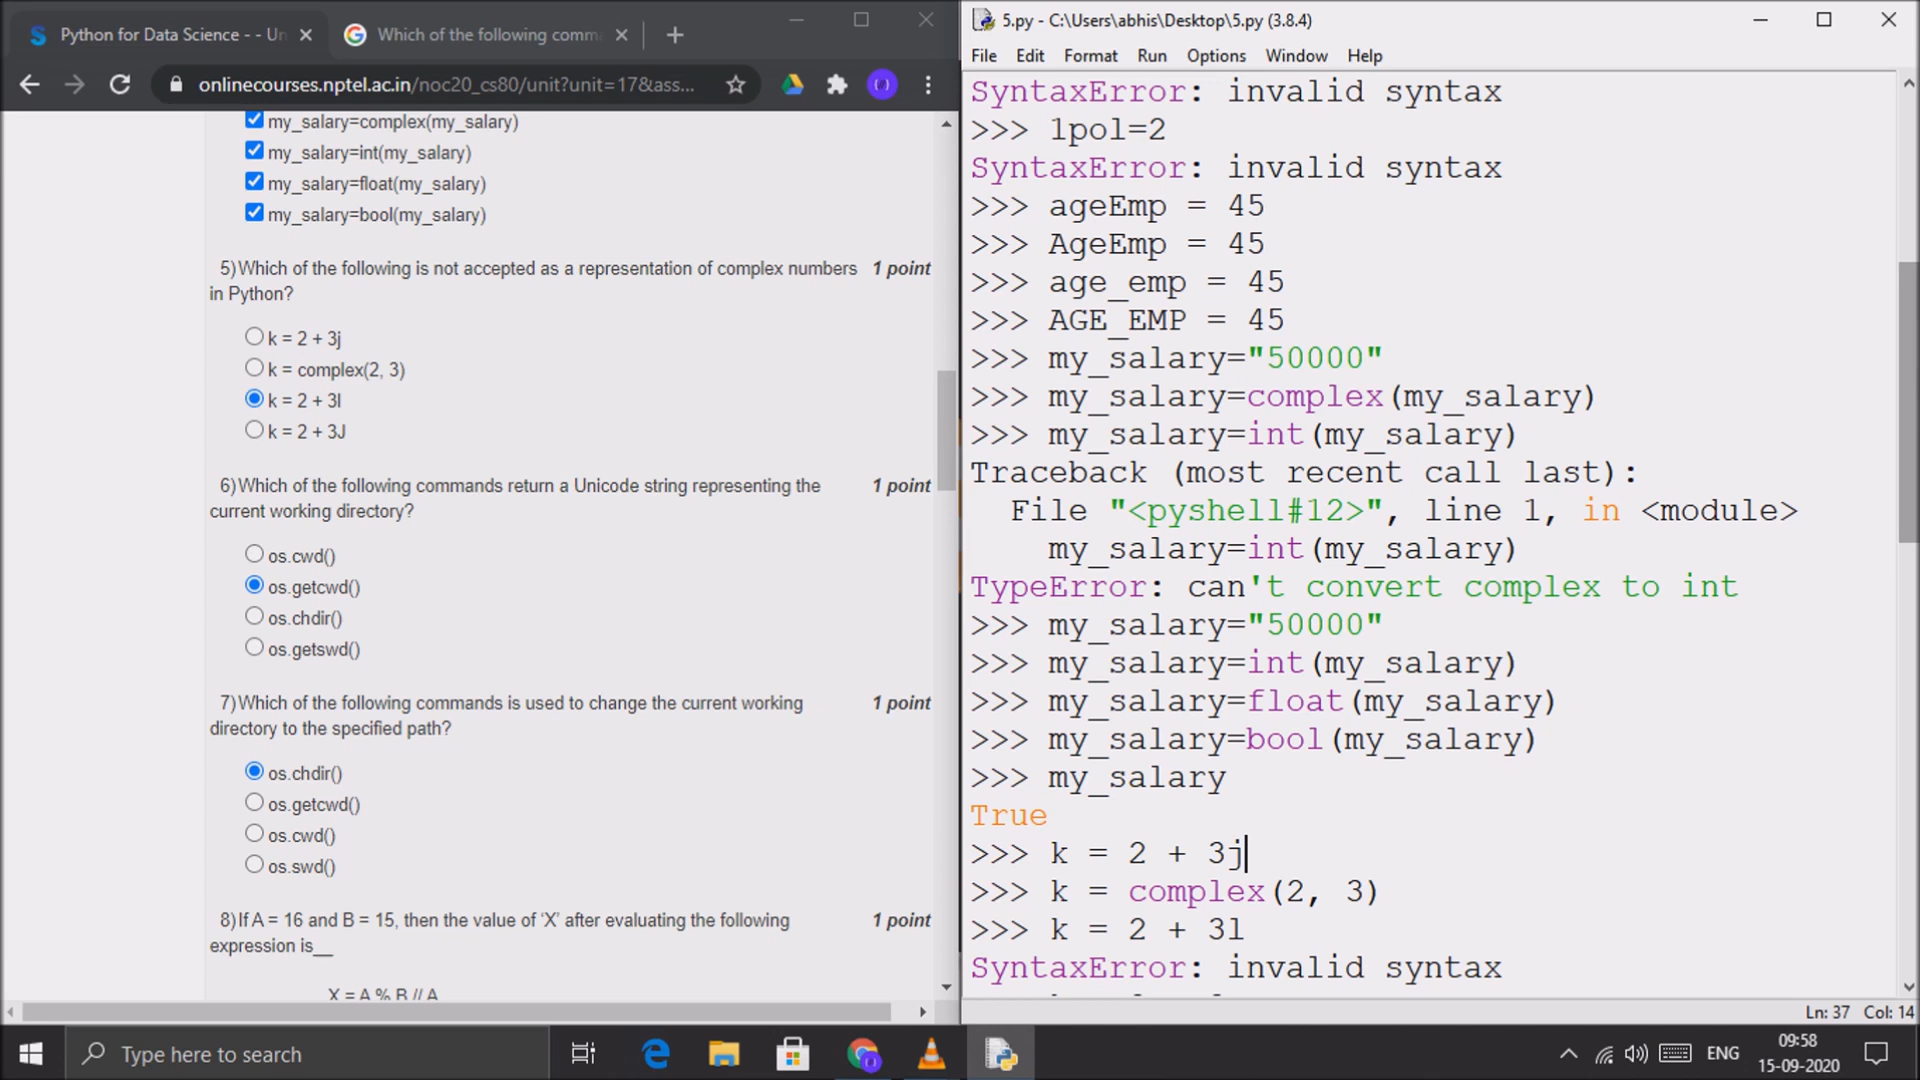 Python for Data Science - - Un
Which of the following comm
onlinecourses.nptel.ac.in/noc20_cs80/unit?unit=17&ass...
my_salary=complex(my_salary)
my_salary=int(my_salary)
my_salary=float(my_salary)
my_salary=bool(my_salary)
5) Which of the following is not accepted as a representation of complex numbers 1 point
in Python?
k = 2 + 3j
k = complex(2, 3)
k = 2 + 3l
k = 2 + 3J
6) Which of the following commands return a Unicode string representing the 1 point
current working directory?
os.cwd()
os.getcwd()
os.chdir()
os.getswd()
7) Which of the following commands is used to change the current working 1 point
directory to the specified path?
os.chdir()
os.getcwd()
os.cwd()
os.swd()
8) If A = 16 and B = 15, then the value of ‘X’ after evaluating the following 1 point
expression is__
X = A % B // A
5.py - C:\Users\abhis\Desktop\5.py (3.8.4)
File Edit Format Run Options Window Help
SyntaxError: invalid syntax
>>> 1pol=2
SyntaxError: invalid syntax
>>> ageEmp = 45
>>> AgeEmp = 45
>>> age_emp = 45
>>> AGE_EMP = 45
>>> my_salary="50000"
>>> my_salary=complex(my_salary)
>>> my_salary=int(my_salary)
Traceback (most recent call last):
File "<pyshell#12>", line 1, in <module>
my_salary=int(my_salary)
TypeError: can't convert complex to int
>>> my_salary="50000"
>>> my_salary=int(my_salary)
>>> my_salary=float(my_salary)
>>> my_salary=bool(my_salary)
>>> my_salary
True
>>> k = 2 + 3j
>>> k = complex(2, 3)
>>> k = 2 + 3l
SyntaxError: invalid syntax
Ln: 37 Col: 14
Type here to search
ENG
09:58
15-09-2020